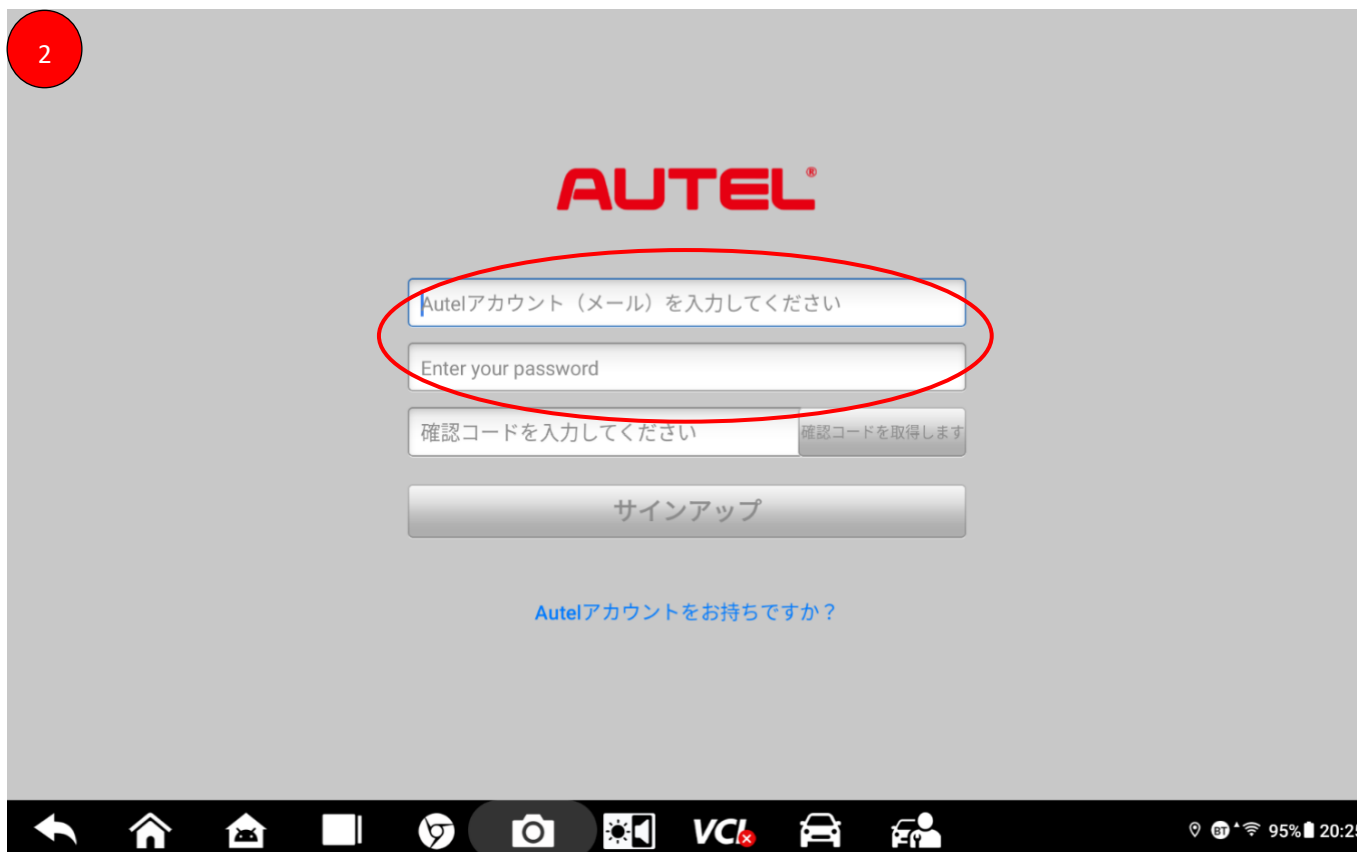 2
AUTEL®
Autelアカウント（メール）を入力してください
Enter your password
確認コードを入力してください
確認コードを取得します
サインアップ
Autelアカウントをお持ちですか？
VCI
BT 95% 20:25